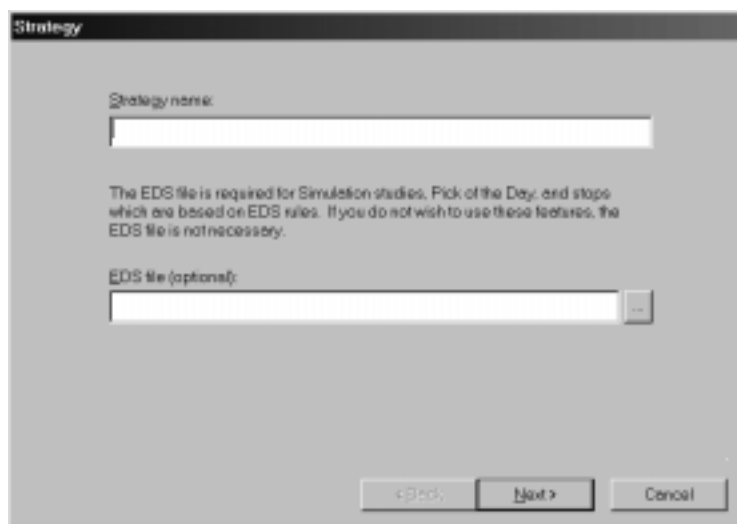 Strategy
Strategy name:
The EDS file is required for Simulation studies, Pick of the Day, and stops
which are based on EDS rules. If you do not wish to use these features, the
EDS file is not necessary.
EDS file (optional):
...
<Back
Next>
Cancel